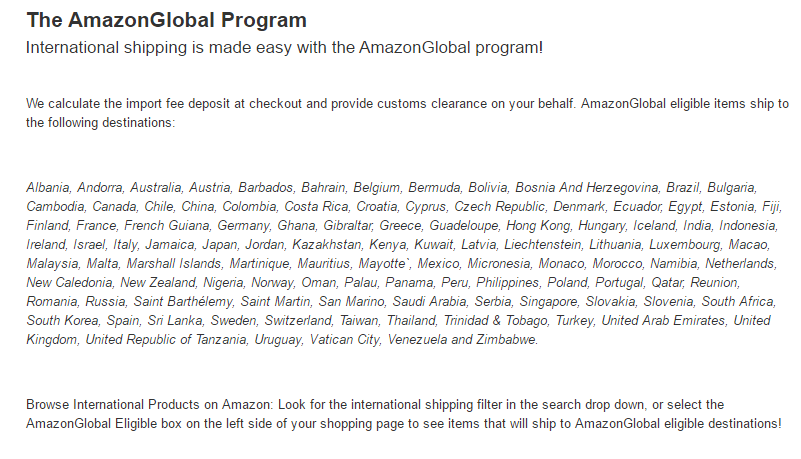 The AmazonGlobal Program
International shipping is made easy with the AmazonGlobal program!
We calculate the import fee deposit at checkout and provide customs clearance on your behalf. AmazonGlobal eligible items ship to
the following destinations:
Albania, Andorra, Australia, Austria, Barbados, Bahrain, Belgium, Bermuda, Bolivia, Bosnia And Herzegovina, Brazil, Bulgaria,
Cambodia, Canada, Chile, China, Colombia, Costa Rica, Croatia, Cyprus, Czech Republic, Denmark, Ecuador, Egypt, Estonia, Fiji,
Finland, France, French Guiana, Germany, Ghana, Gibraltar, Greece, Guadeloupe, Hong Kong, Hungary, Iceland, India, Indonesia,
Ireland, Israel, Italy, Jamaica, Japan, Jordan, Kazakhstan, Kenya, Kuwait, Latvia, Liechtenstein, Lithuania, Luxembourg, Macao,
Malaysia, Malta, Marshall Islands, Martinique, Mauritius, Mayotte`, Mexico, Micronesia, Monaco, Morocco, Namibia, Netherlands,
New Caledonia, New Zealand, Nigeria, Norway, Oman, Palau, Panama, Peru, Philippines, Poland, Portugal, Qatar, Reunion,
Romania, Russia, Saint Barthélemy, Saint Martin, San Marino, Saudi Arabia, Serbia, Singapore, Slovakia, Slovenia, South Africa,
South Korea, Spain, Sri Lanka, Sweden, Switzerland, Taiwan, Thailand, Trinidad & Tobago, Turkey, United Arab Emirates, United
Kingdom, United Republic of Tanzania, Uruguay, Vatican City, Venezuela and Zimbabwe.
Browse International Products on Amazon: Look for the international shipping filter in the search drop down, or select the
AmazonGlobal Eligible box on the left side of your shopping page to see items that will ship to AmazonGlobal eligible destinations!